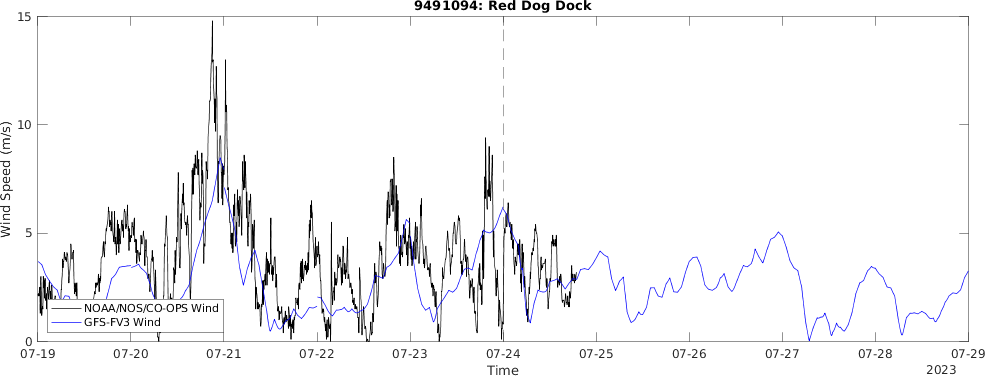 9491094: Red Dog Dock
15
10
5
0
Wind Speed (m/s)
NOAA/NOS/CO-OPS Wind
GFS-FV3 Wind
07-19 07-20 07-21 07-22 07-23 07-24 07-25 07-26 07-27 07-28 07-29
Time
2023